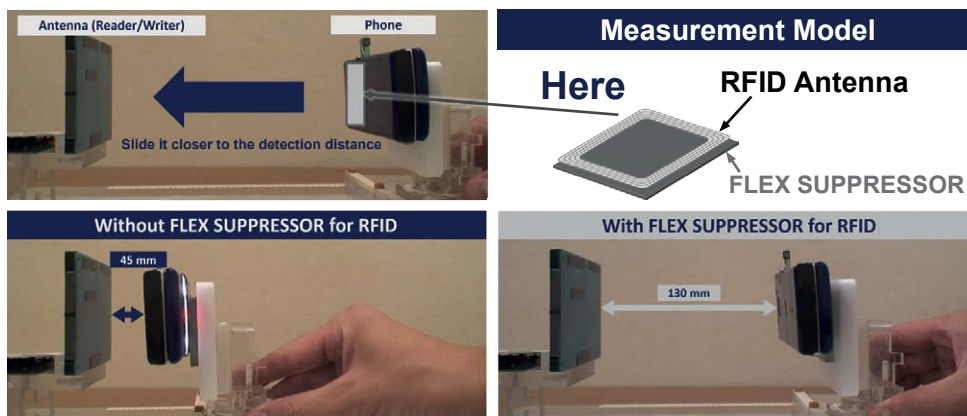 Antenna (Reader/Writer)
Phone
Slide it closer to the detection distance
Measurement Model
Here
RFID Antenna
FLEX SUPPRESSOR
Without FLEX SUPPRESSOR for RFID
45 mm
With FLEX SUPPRESSOR for RFID
130 mm